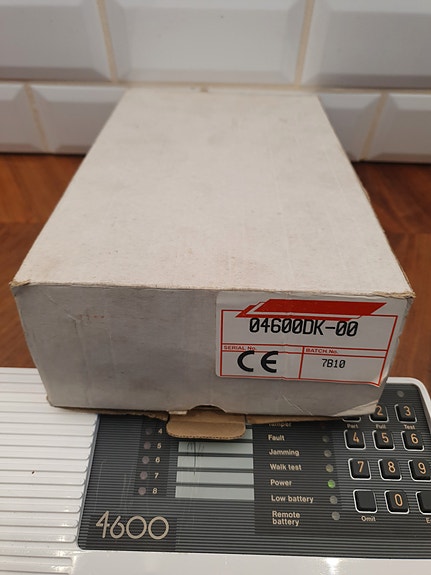 04600DK-00
SERIAL No.
BATCH No.
CE
7B10
Tamper
Fault
Jamming
Walk test
Power
Low battery
Remote
battery
4
5
6
7
8
4600
2 3
Part Full Test
4 5 6
7 8 9
0
Omit